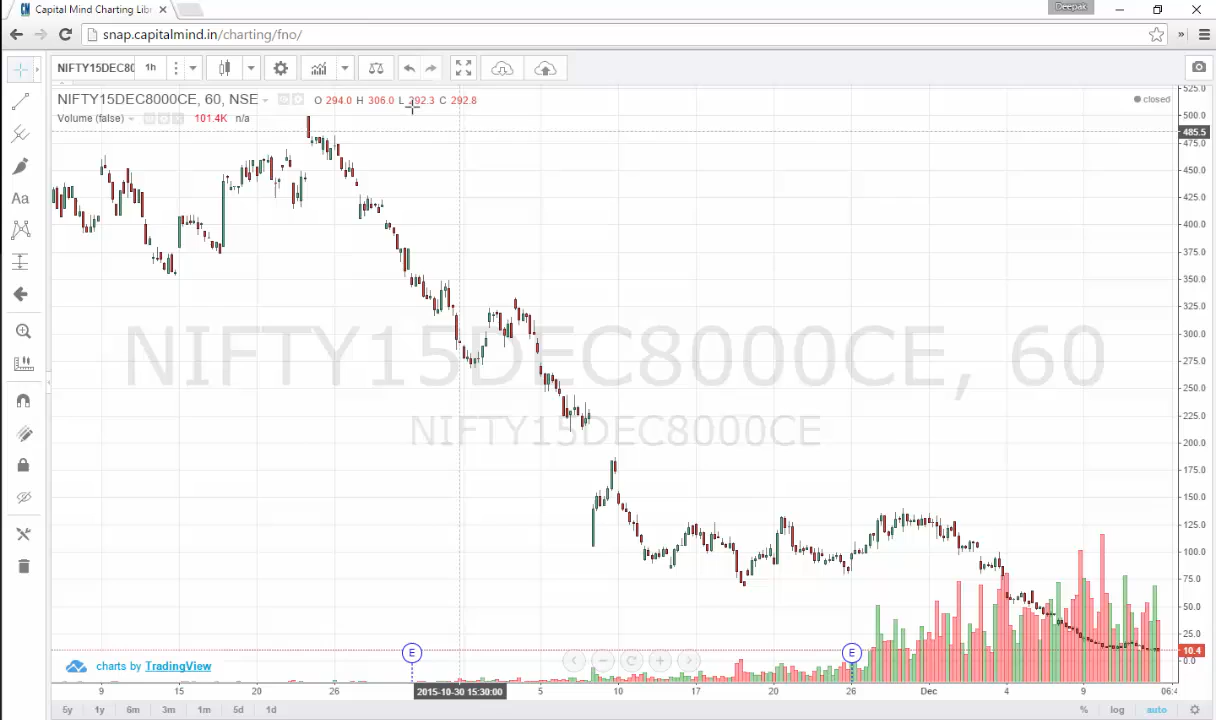 Capital Mind Charting Libr
Deepak
snap.capitalmind.in/charting/fno/
NIFTY15DEC80 1h
NIFTY15DEC8000CE, 60, NSE O 294.0 H 306.0 L 292.3 C 292.8
closed
Volume (false) 101.4K n/a
525.0
500.0
485.5
475.0
450.0
425.0
400.0
375.0
350.0
325.0
300.0
275.0
250.0
225.0
200.0
175.0
150.0
125.0
100.0
75.0
50.0
25.0
10.4
0.0
Aa
NIFTY15DEC8000CE, 60
NIFTY15DEC8000CE
E E
charts by TradingView
9 15 20 26 2015-10-30 15:30:00 5 10 17 20 26 Dec 4 9 06:4
5y 1y 6m 3m 1m 5d 1d % log auto